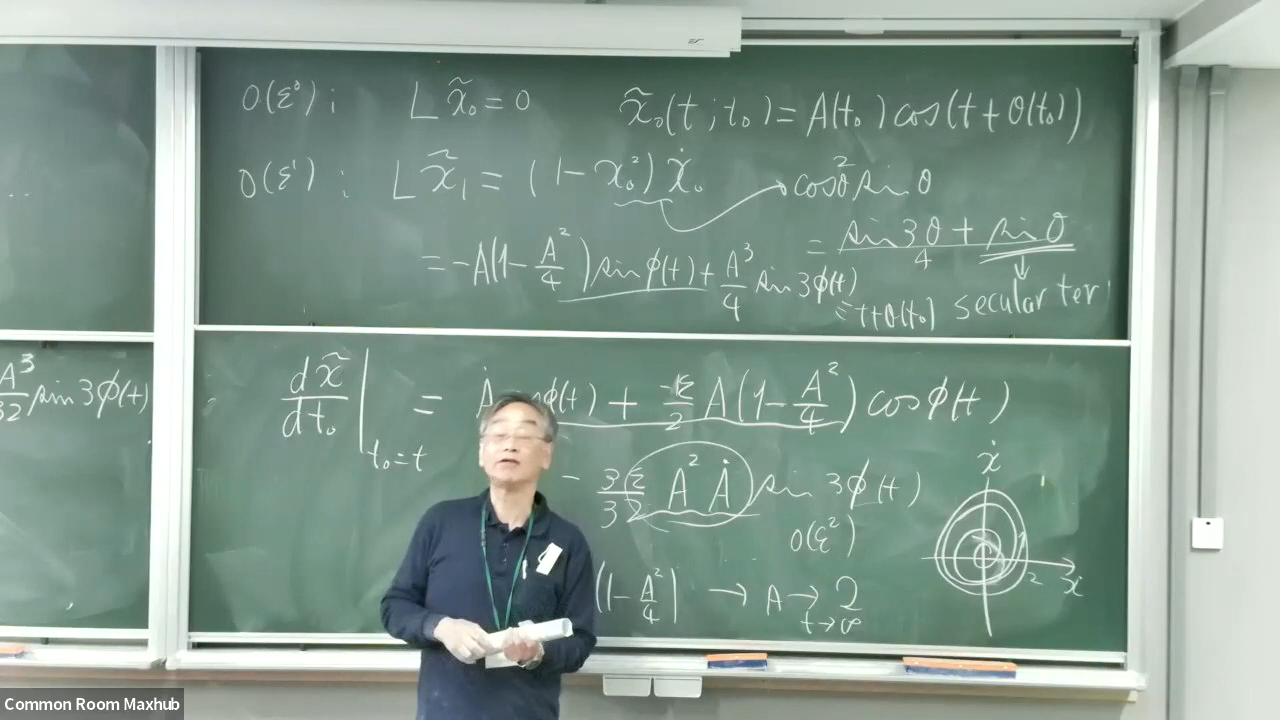 O(ε⁰) ; L x̃₀ = 0 x̃₀(t ; t₀) = A(t₀) cos(t + θ(t₀))
O(ε¹) ; L x̃₁ = (1 − x₀²) ẋ₀ cos²θ sin θ
= sin 3θ + sin θ
4
= −A(1 − A²/4) sin φ(t) + A³/4 sin 3φ(t)
= t + θ(t₀) secular ter
A³/32 sin 3φ(t)
dx̃/dt₀ |t₀=t = Ȧ φ(t) + −ε/2 A(1 − A²/4) cos φ(t)
− 3ε/32 A² Ȧ sin 3φ(t)
O(ε²)
(1 − A²/4) → A → 2
t → ∞
ẋ
2 x
Common Room Maxhub